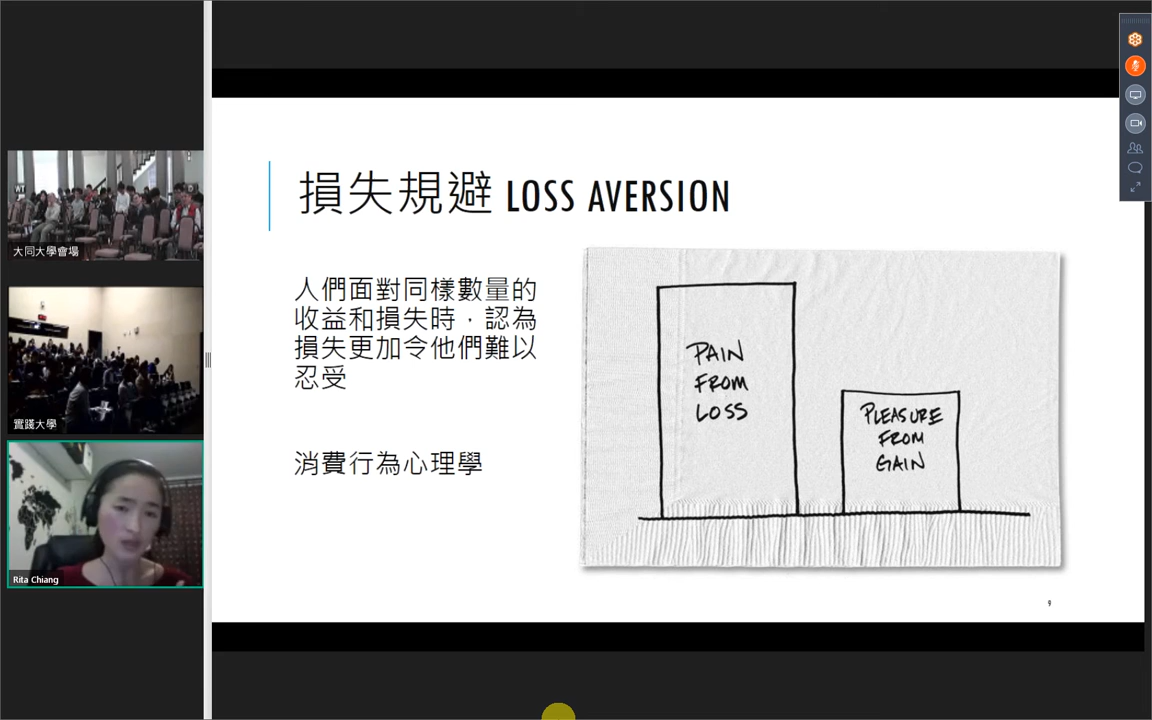 大同大學會場
實踐大學
Rita Chiang
損失規避 LOSS AVERSION
人們面對同樣數量的
收益和損失時，認為
損失更加令他們難以
忍受
消費行為心理學
PAIN
FROM
LOSS
PLEASURE
FROM
GAIN
9